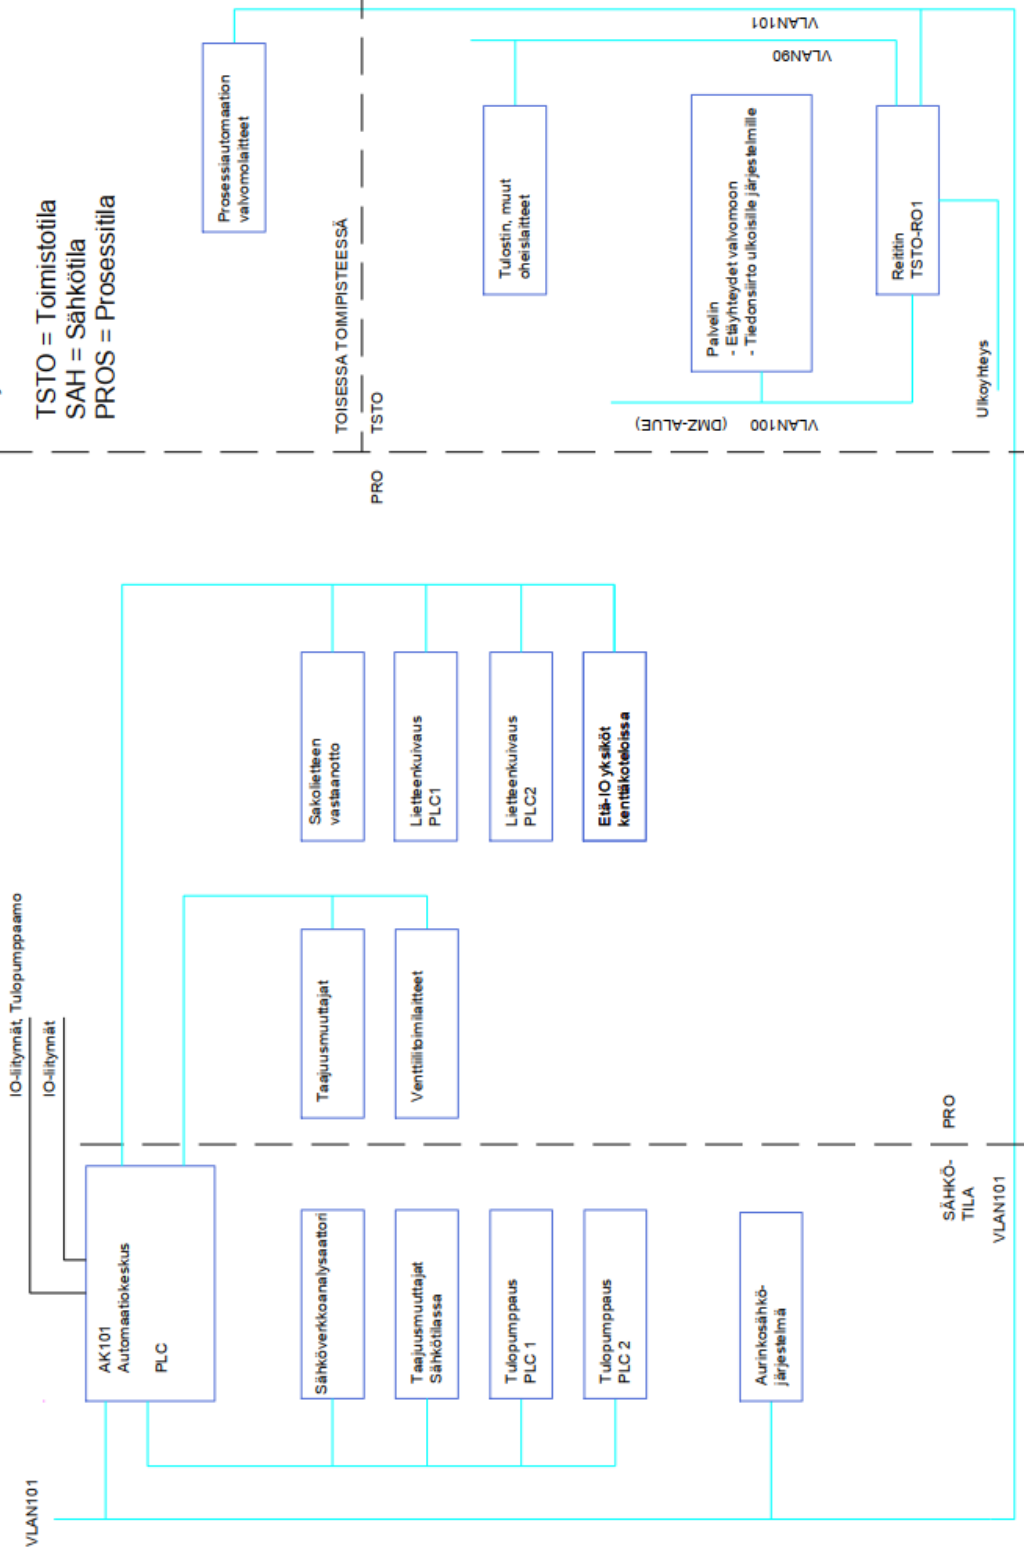 TSTO = Toimistotila
SAH = Sähkötila
PROS = Prosessitila
IO-liitynnät, Tulopumppaamo
IO-liitynnät
VLAN101
AK101
Automaatiokeskus
PLC
Sähköverkkoanalysaattori
Taajuusmuuttajat
Sähkötilassa
Tulopumppaus
PLC 1
Tulopumppaus
PLC 2
Aurinkosähkö-
järjestelmä
SÄHKÖ-
TILA
PRO
VLAN101
Taajuusmuuttajat
Venttiilitoimilaitteet
Sakolietteen
vastaanotto
Lietteenkuivaus
PLC1
Lietteenkuivaus
PLC2
Etä-IO yksiköt
kenttäkoteloissa
PRO
TSTO
TOISESSA TOIMIPISTEESSÄ
Prosessiautomaation
valvomolaitteet
Tulostin, muut
oheislaitteet
Palvelin
- Etäyhteydet valvomoon
- Tiedonsiirto ulkoisille järjestelmille
Reititin
TSTO-RO1
VLAN100 (DMZ-ALUE)
VLAN90
VLAN101
Ulkoyhteys